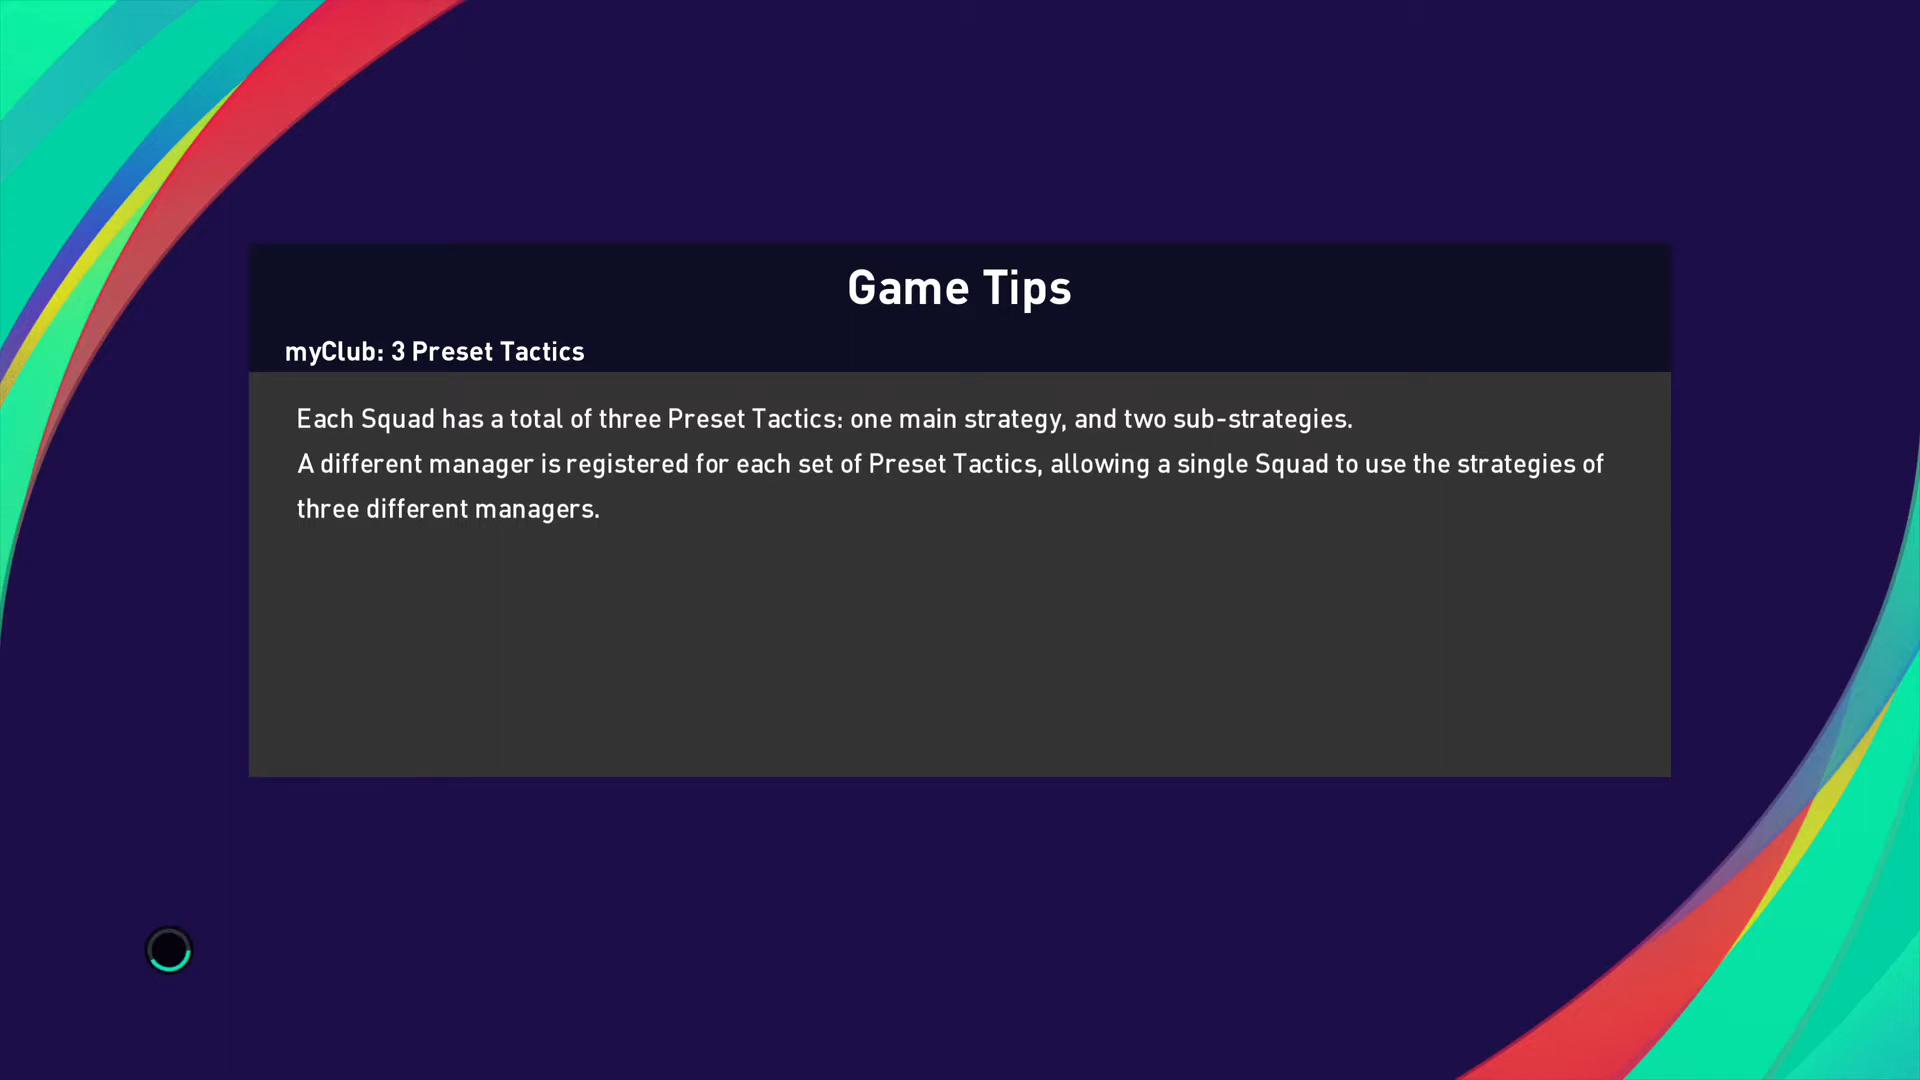 Game Tips
myClub: 3 Preset Tactics
Each Squad has a total of three Preset Tactics: one main strategy, and two sub-strategies.
A different manager is registered for each set of Preset Tactics, allowing a single Squad to use the strategies of
three different managers.